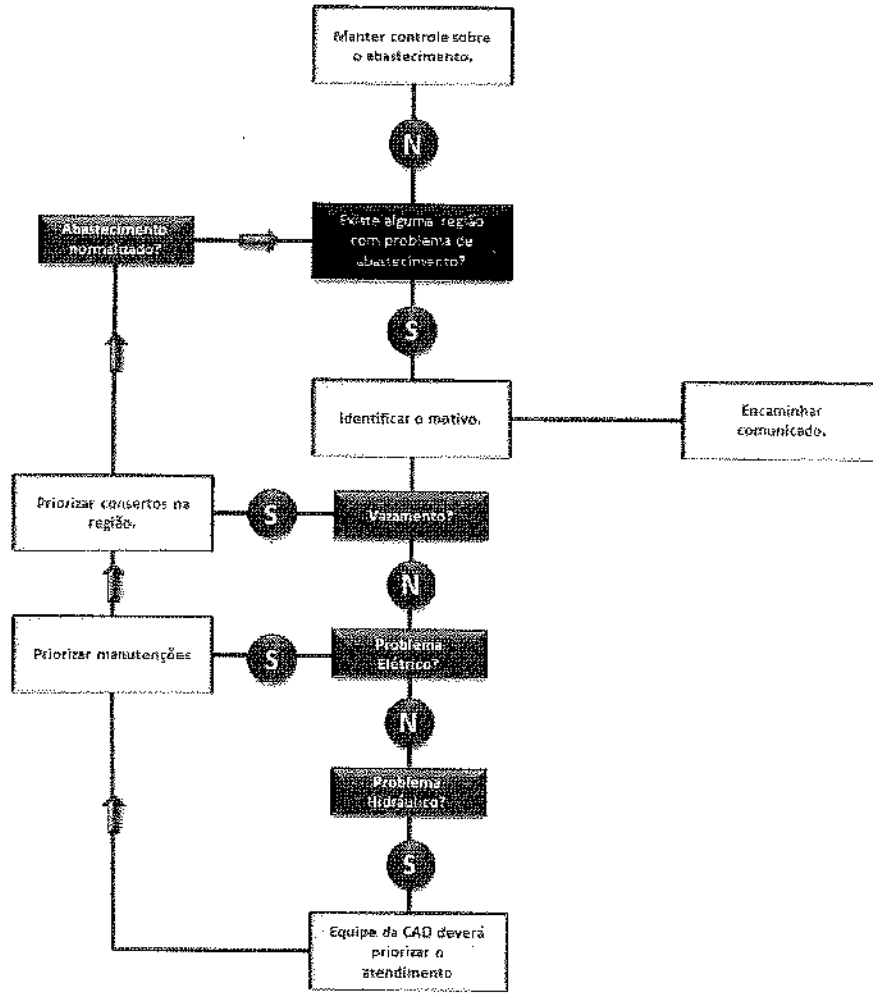 Manter controle sobre
o abastecimento.
N
Abastecimento
normalizado?
Existe alguma região
com problema de
abastecimento?
S
Identificar o motivo.
Encaminhar
comunicado.
Priorizar consertos na
região.
S
Vazamento?
N
Priorizar manutenções
S
Problema
Elétrico?
N
Problema
Hidráulico?
S
Equipe da CAD deverá
priorizar o
atendimento